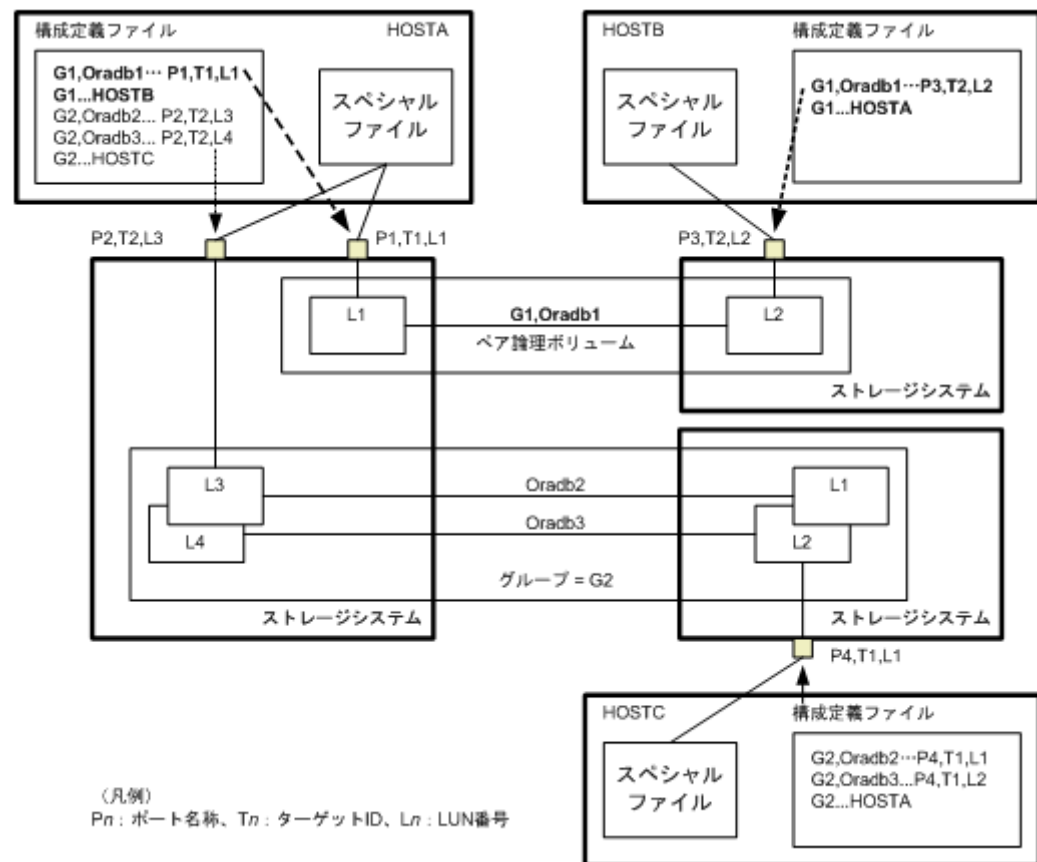 構成定義ファイル
HOSTA
G1,Oradb1… P1,T1,L1
G1...HOSTB
G2,Oradb2... P2,T2,L3
G2,Oradb3... P2,T2,L4
G2...HOSTC
スペシャル
ファイル
HOSTB
構成定義ファイル
スペシャル
ファイル
G1,Oradb1…P3,T2,L2
G1...HOSTA
P2,T2,L3
P1,T1,L1
P3,T2,L2
L1
G1,Oradb1
ペア論理ボリューム
L2
ストレージシステム
L3
L4
Oradb2
Oradb3
L1
L2
グループ = G2
ストレージシステム
ストレージシステム
P4,T1,L1
HOSTC
構成定義ファイル
スペシャル
ファイル
G2,Oradb2…P4,T1,L1
G2,Oradb3...P4,T1,L2
G2...HOSTA
（凡例）
Pn：ポート名称、Tn：ターゲットID、Ln：LUN番号